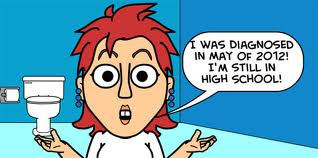 I WAS DIAGNOSED
IN MAY OF 2012!
I'M STILL IN
HIGH SCHOOL!